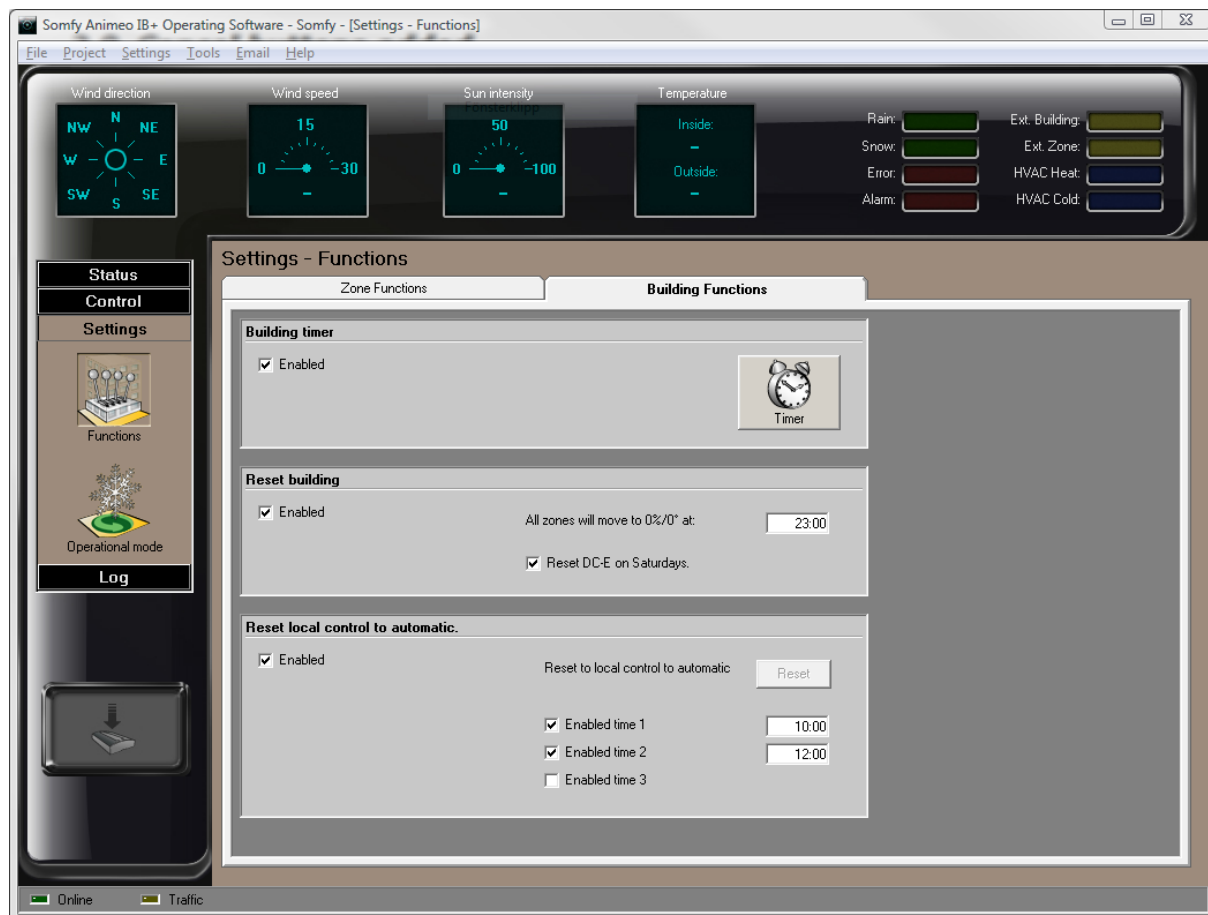 Somfy Animeo IB+ Operating Software - Somfy - [Settings - Functions]
File Project Settings Tools Email Help
Wind direction
N
NW NE
W E
SW SE
S
Wind speed
15
0 30
-
Sun intensity
Fönsterklipp
50
0 100
-
Temperature
Inside:
-
Outside:
-
Rain:
Snow:
Error:
Alarm:
Ext. Building:
Ext. Zone:
HVAC Heat:
HVAC Cold:
Status
Control
Settings
Functions
Operational mode
Log
Settings - Functions
Zone Functions
Building Functions
Building timer
Enabled
Timer
Reset building
Enabled
All zones will move to 0%/0° at: 23:00
Reset DC-E on Saturdays.
Reset local control to automatic.
Enabled
Reset to local control to automatic
Reset
Enabled time 1 10:00
Enabled time 2 12:00
Enabled time 3
Online Traffic